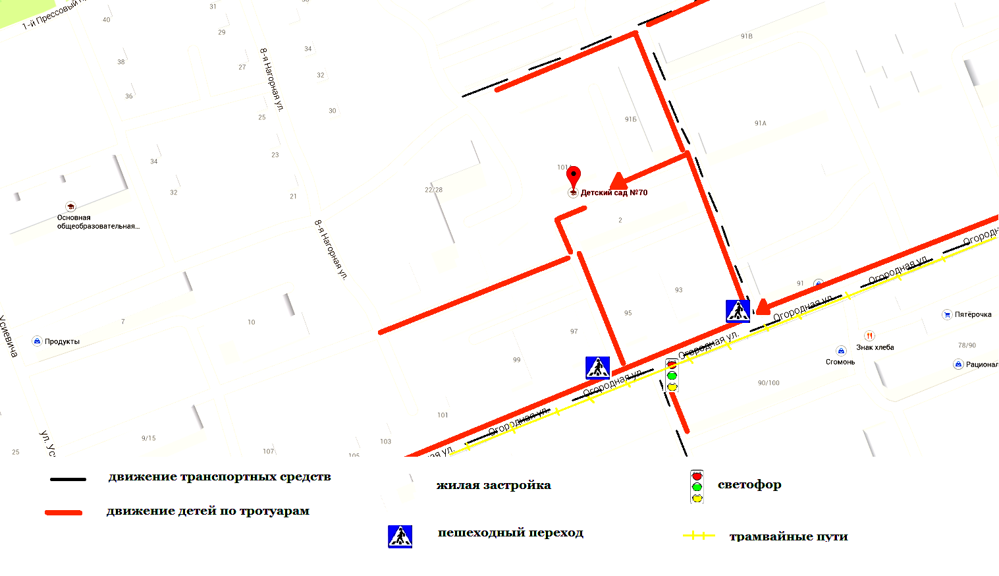 1-й Прессовый
40
31
29
38
27
36
8-я Нагорная ул.
34
32
30
25
23
34
32
21
8-я Нагорная ул.
Основная
общеобразовательная...
22/28
91В
91Б
91А
101
Детский сад №70
2
93
95
97
99
101
103
105
107
91
Огородная ул.
Огородная ул.
Огородная ул.
Огородная ул.
Огородная ул.
Пятёрочка
Знак хлеба
Сгомонь
78/90
Рационал
90/100
Усиевича
7
10
Продукты
9/15
25
ул. Ус
ул.
движение транспортных средств
движение детей по тротуарам
жилая застройка
пешеходный переход
светофор
трамвайные пути